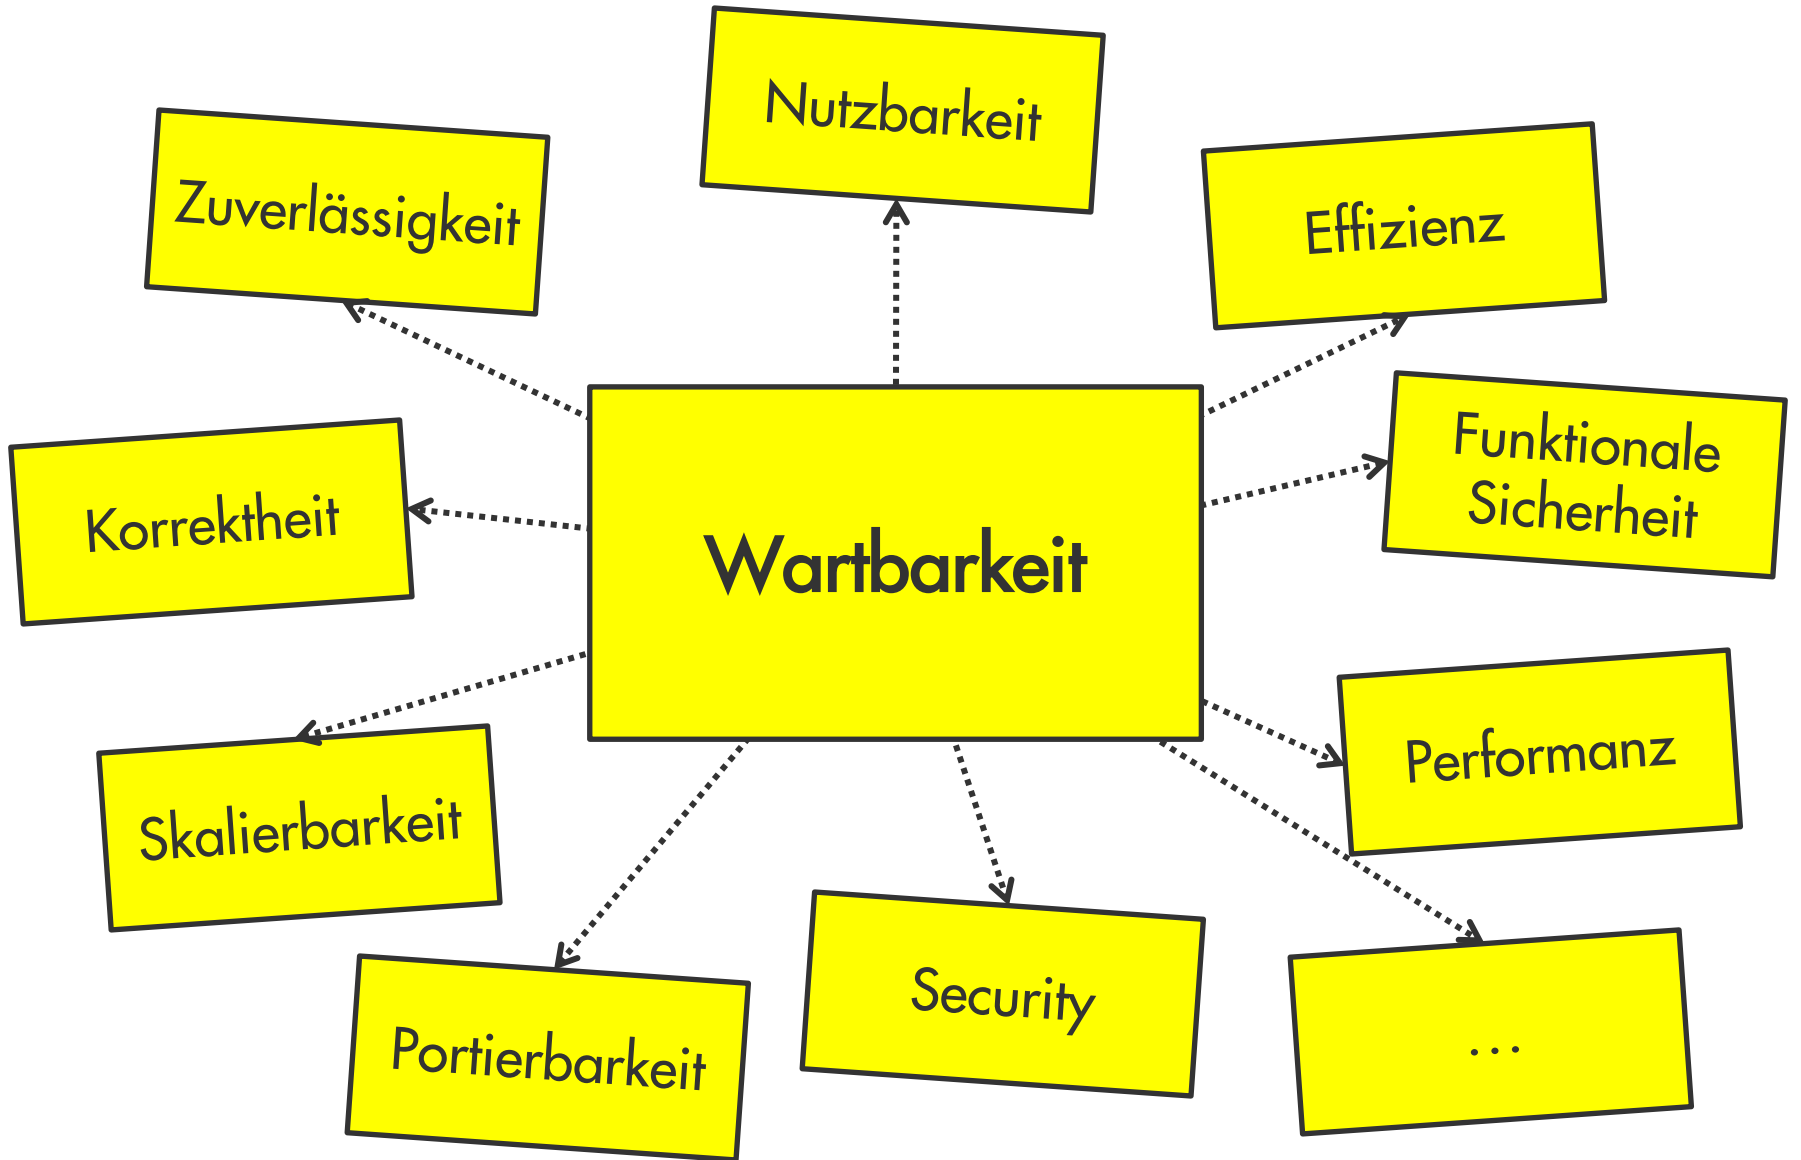 Nutzbarkeit
Zuverlässigkeit
Effizienz
Funktionale
Sicherheit
Korrektheit
Wartbarkeit
Performanz
Skalierbarkeit
Security
Portierbarkeit
...